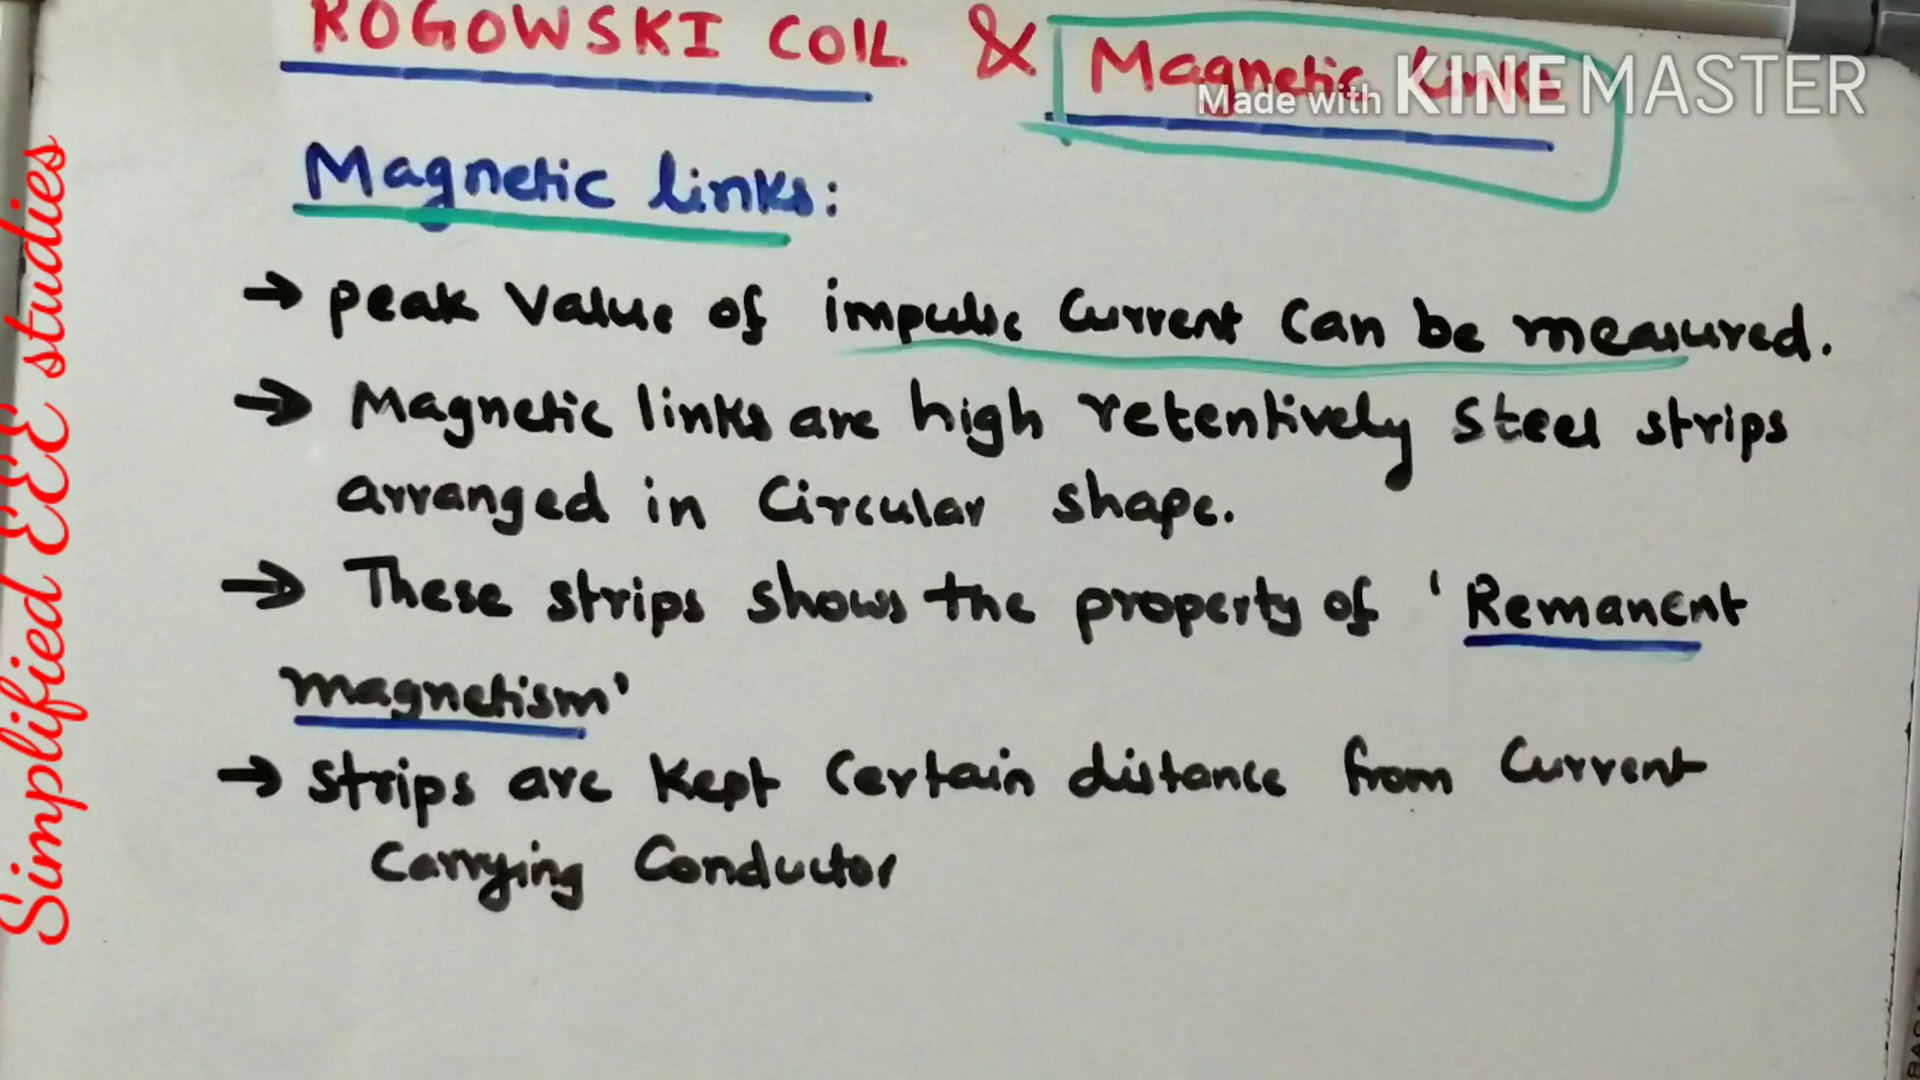 ROGOWSKI COIL & Magnetic links
Made with KINEMASTER
Magnetic links:
→ peak value of impulse current can be measured.
→ Magnetic links are high retentively steel strips
arranged in circular shape.
→ These strips shows the property of 'Remanent
magnetism'
→ strips are kept certain distance from current
carrying conductor
Simplified EEE studies